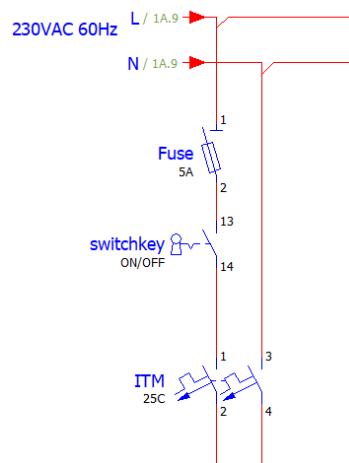 230VAC 60Hz
L / 1A.9
N / 1A.9
1
Fuse
5A
2
13
switchkey
ON/OFF
14
1
3
ITM
25C
2
4